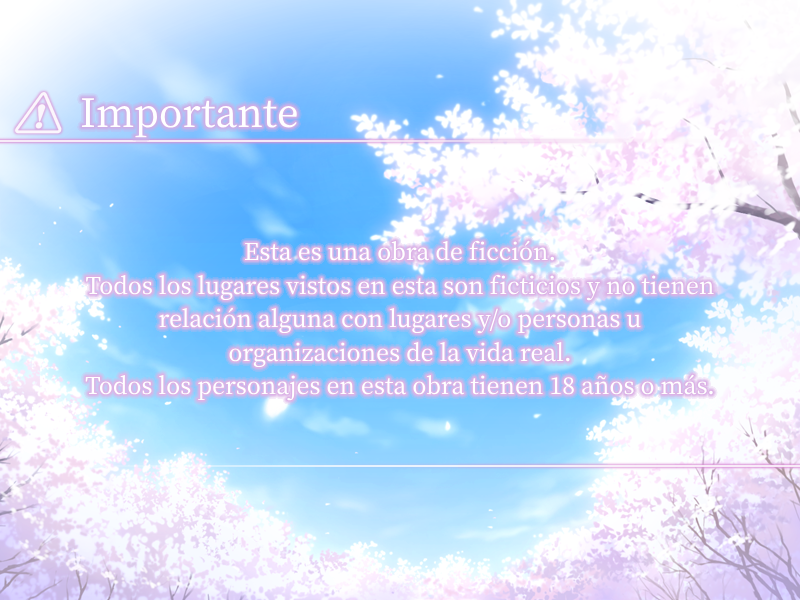 Importante
Esta es una obra de ficción.
Todos los lugares vistos en esta son ficticios y no tienen
relación alguna con lugares y/o personas u
organizaciones de la vida real.
Todos los personajes en esta obra tienen 18 años o más.